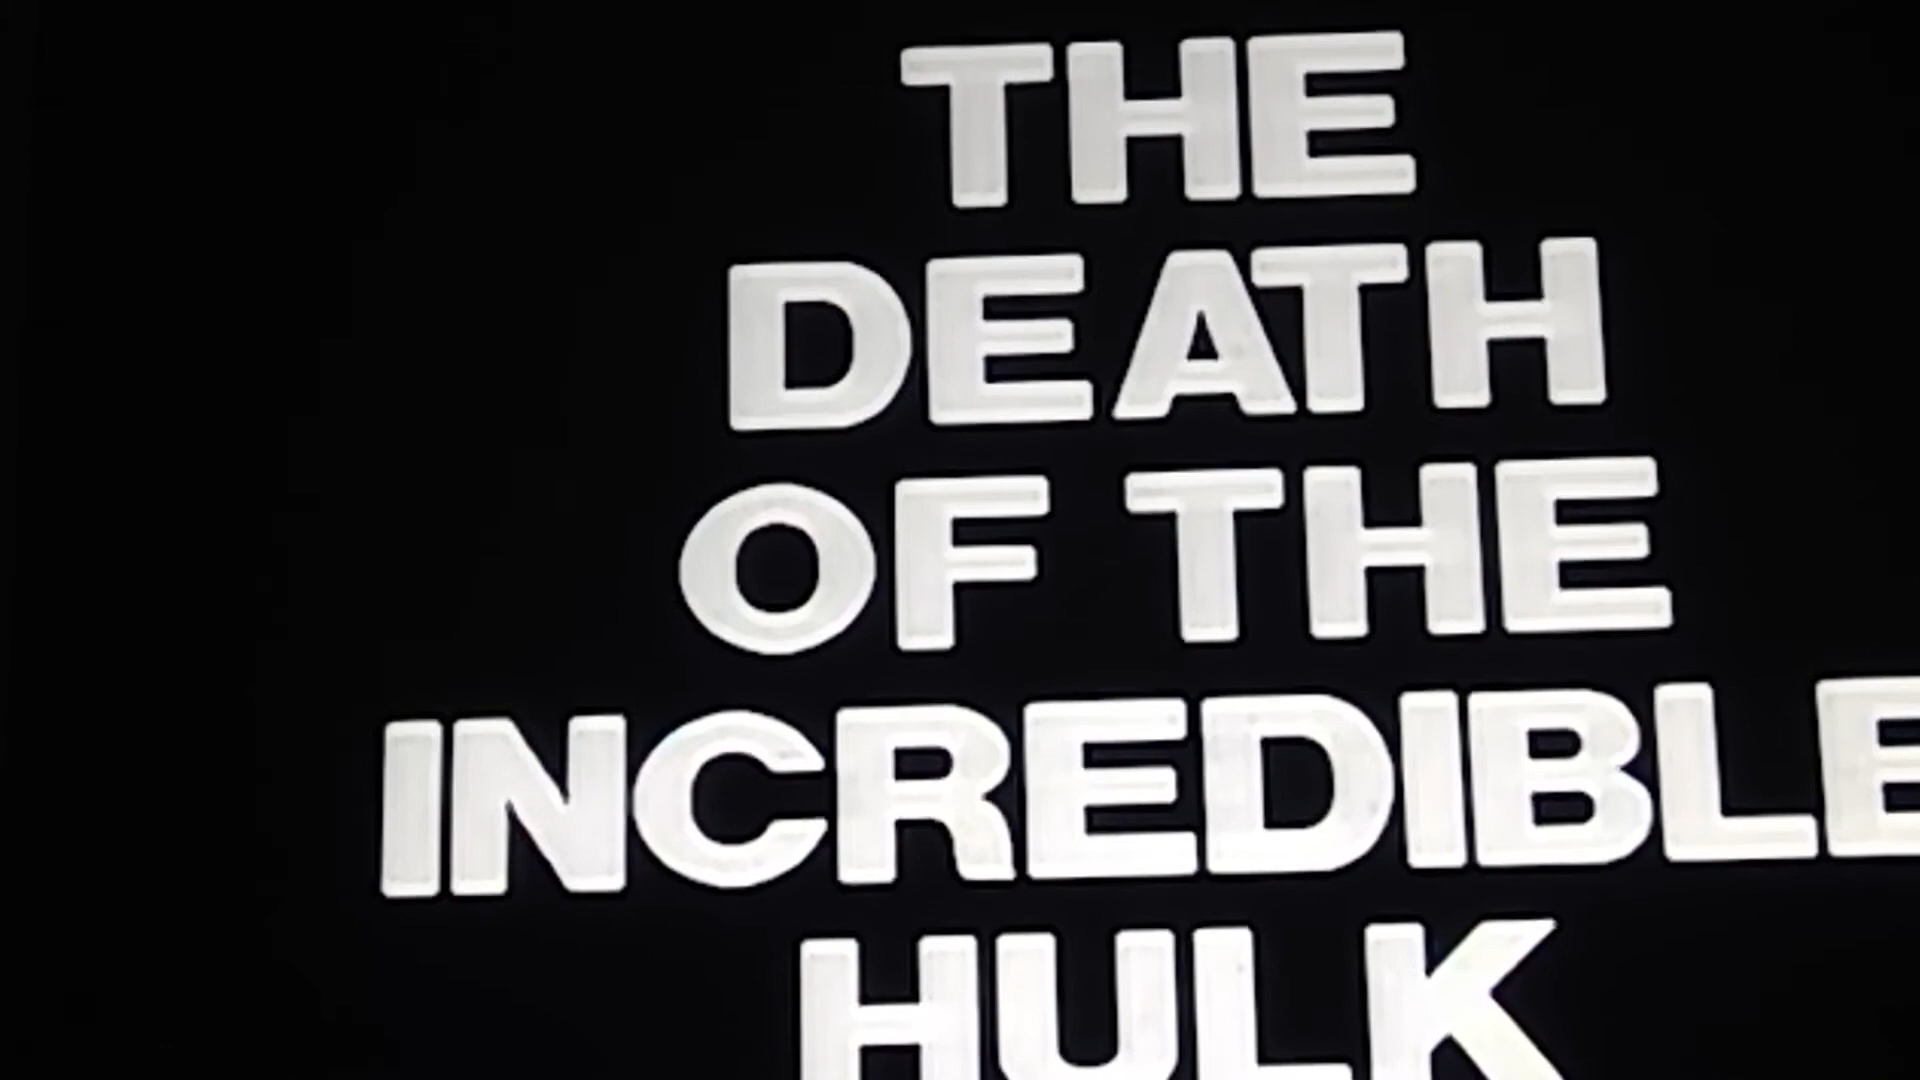 THE
DEATH
OF THE
INCREDIBLE
HULK